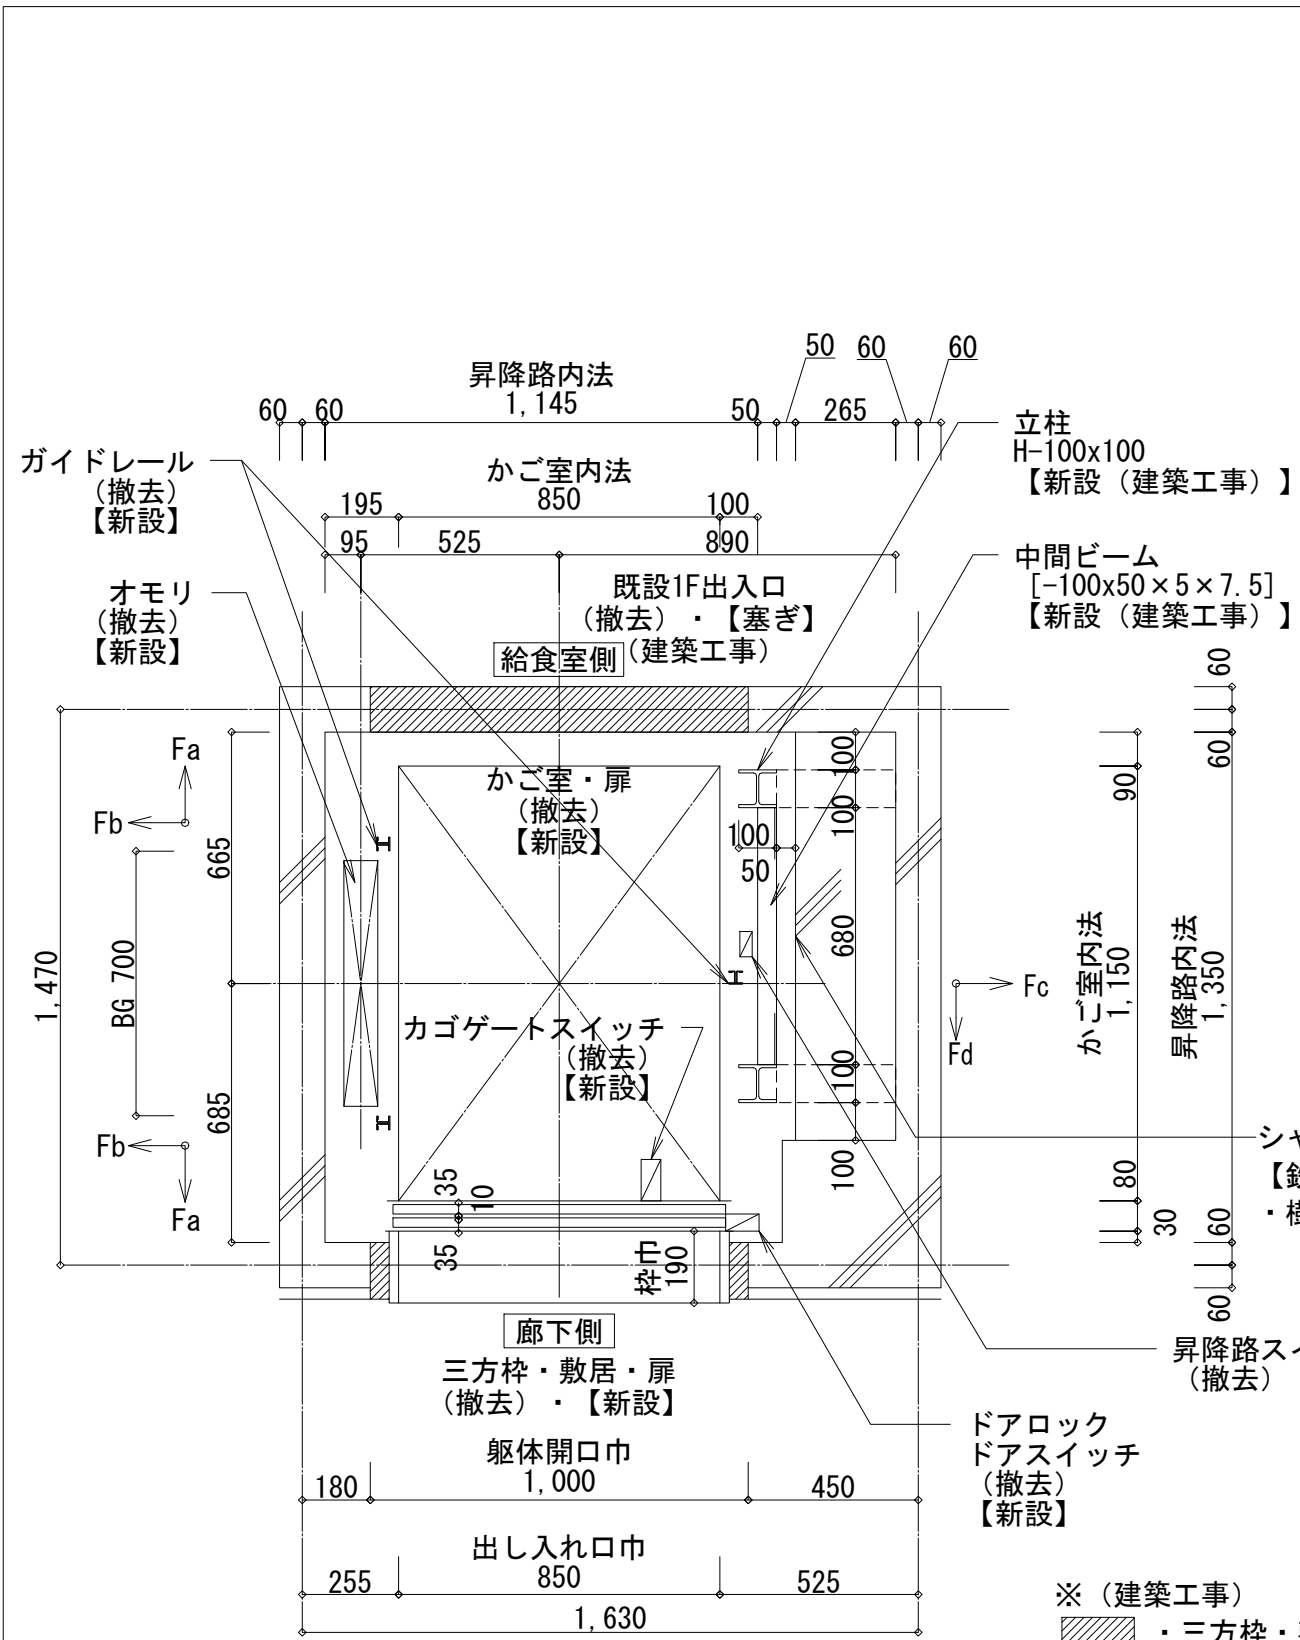 50
60
60
昇降路内法
1,145
60
60
50
265
立柱
H-100x100
【新設（建築工事）】
ガイドレール
（撤去）
【新設】
かご室内法
195
850
100
95
525
890
中間ビーム
[-100x50×5×7.5]
【新設（建築工事）】
オモリ
（撤去）
【新設】
既設1F出入口
（撤去）・【塞ぎ】
（建築工事）
給食室側
60
60
Fa
Fb
665
BG 700
1,470
685
Fb
Fa
かご室・扉
（撤去）
【新設】
100
100
100
50
680
100
100
90
かご室内法
1,150
昇降路内法
1,350
Fc
Fd
カゴゲートスイッチ
（撤去）
【新設】
35
10
35
枠巾
190
80
30
60
60
シャ
【鉄
・樹
廊下側
三方枠・敷居・扉
（撤去）・【新設】
昇降路スイ
（撤去）
ドアロック
ドアスイッチ
（撤去）
【新設】
躯体開口巾
180
1,000
450
出し入れ口巾
255
850
525
1,630
※（建築工事）
・三方枠・